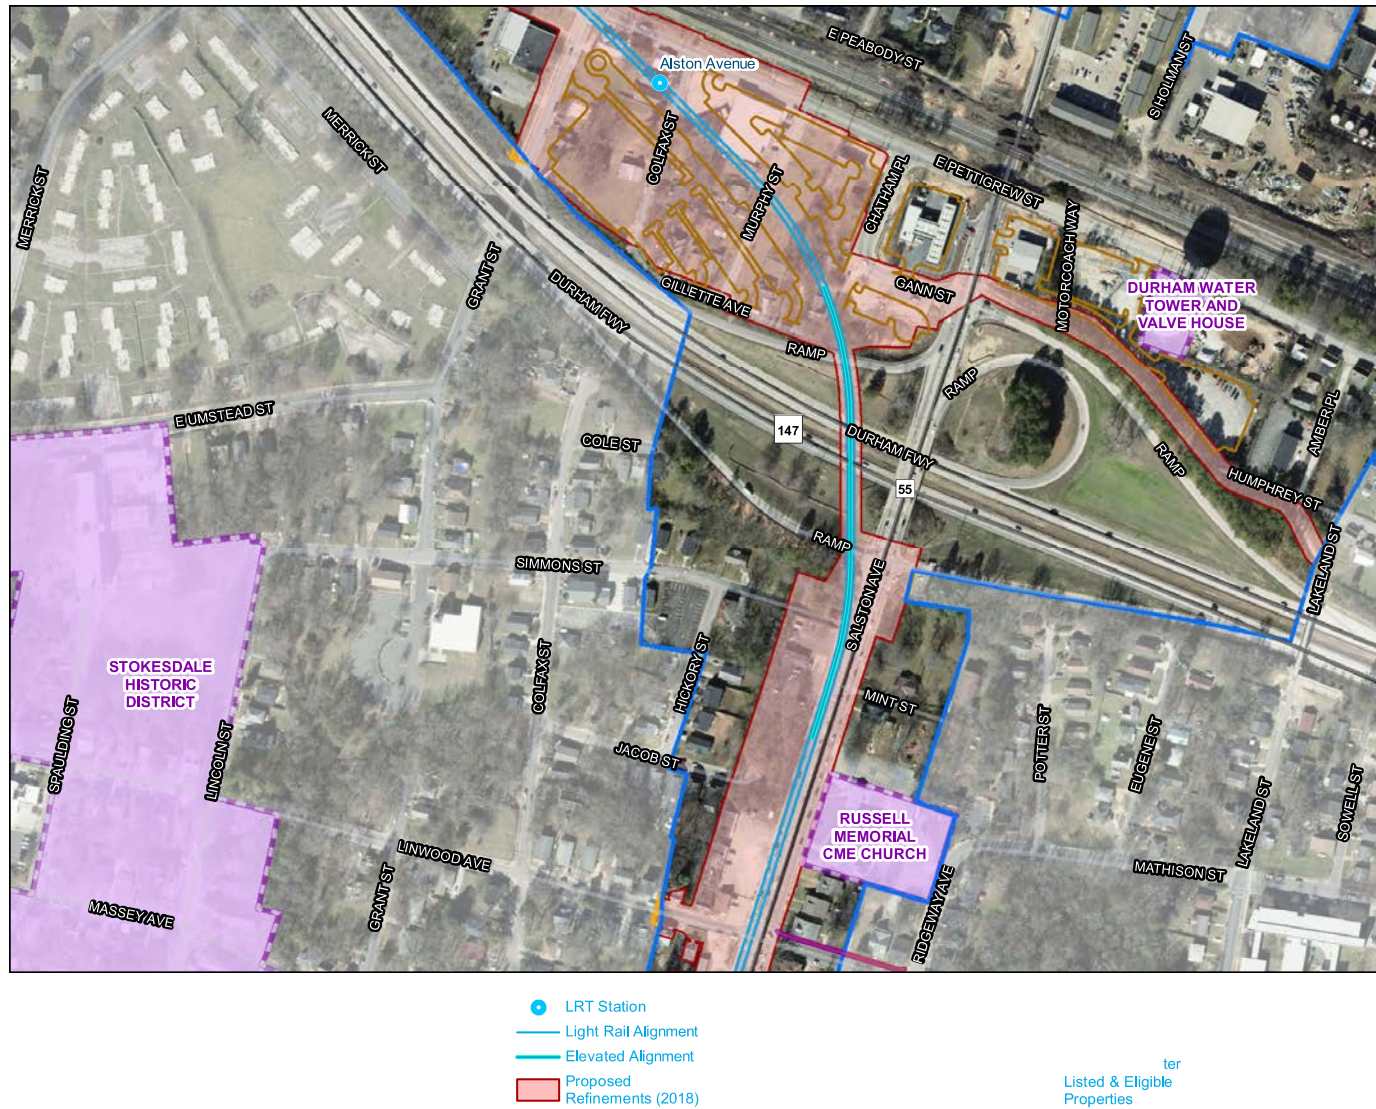 E PEABODY ST
Alston Avenue
S HOLMAN ST
MERRICK ST
MERRICK ST
COLFAX ST
MURPHY ST
CHATHAM PL
E PETTIGREW ST
MOTORCOACH WAY
GRANT ST
DURHAM FWY
GILLETTE AVE
GANN ST
DURHAM WATER
TOWER AND
VALVE HOUSE
RAMP
RAMP
E UMSTEAD ST
COLE ST
147
DURHAM FWY
RAMP
AMBER PL
55
HUMPHREY ST
RAMP
SIMMONS ST
S ALSTON AVE
LAKELAND ST
STOKESDALE
HISTORIC
DISTRICT
COLFAX ST
HICKORY ST
MINT ST
SPAULDING ST
LINCOLN ST
JACOB ST
POTTER ST
EUGENE ST
LAKELAND ST
SOWELL ST
RUSSELL
MEMORIAL
CME CHURCH
LINWOOD AVE
MATHISON ST
MASSEY AVE
GRANT ST
RIDGEWAY AVE
LRT Station
Light Rail Alignment
Elevated Alignment
Proposed
Refinements (2018)
ter
Listed & Eligible
Properties